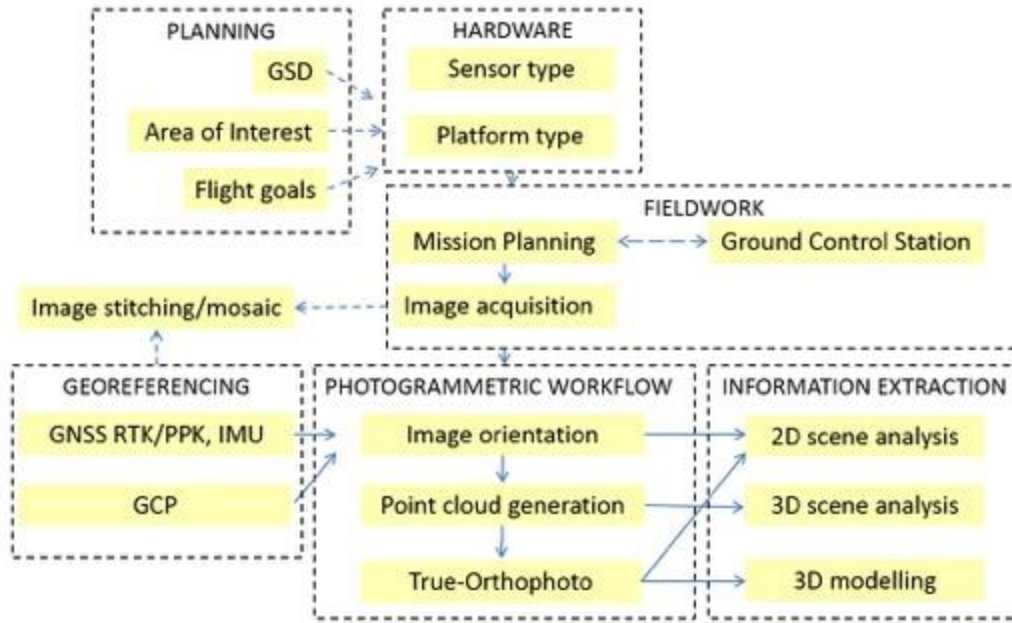 PLANNING
GSD
Area of Interest
Flight goals
HARDWARE
Sensor type
Platform type
FIELDWORK
Mission Planning
Ground Control Station
Image acquisition
Image stitching/mosaic
GEOREFERENCING
GNSS RTK/PPK, IMU
GCP
PHOTOGRAMMETRIC WORKFLOW
Image orientation
Point cloud generation
True-Orthophoto
INFORMATION EXTRACTION
2D scene analysis
3D scene analysis
3D modelling